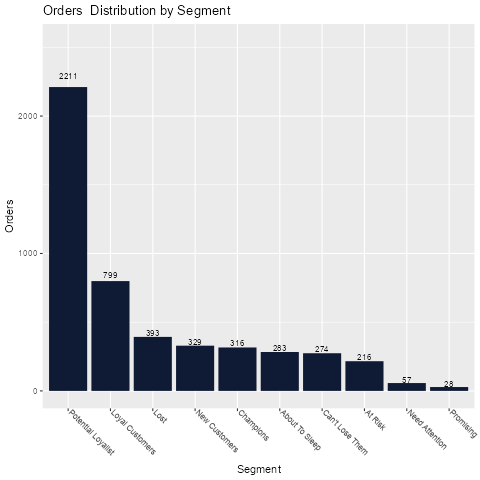 Orders  Distribution by Segment
Orders
2000
1000
0
2211
799
393
329
316
283
274
216
57
28
Potential Loyalist
Loyal Customers
Lost
New Customers
Champions
About To Sleep
Can't Lose Them
At Risk
Need Attention
Promising
Segment